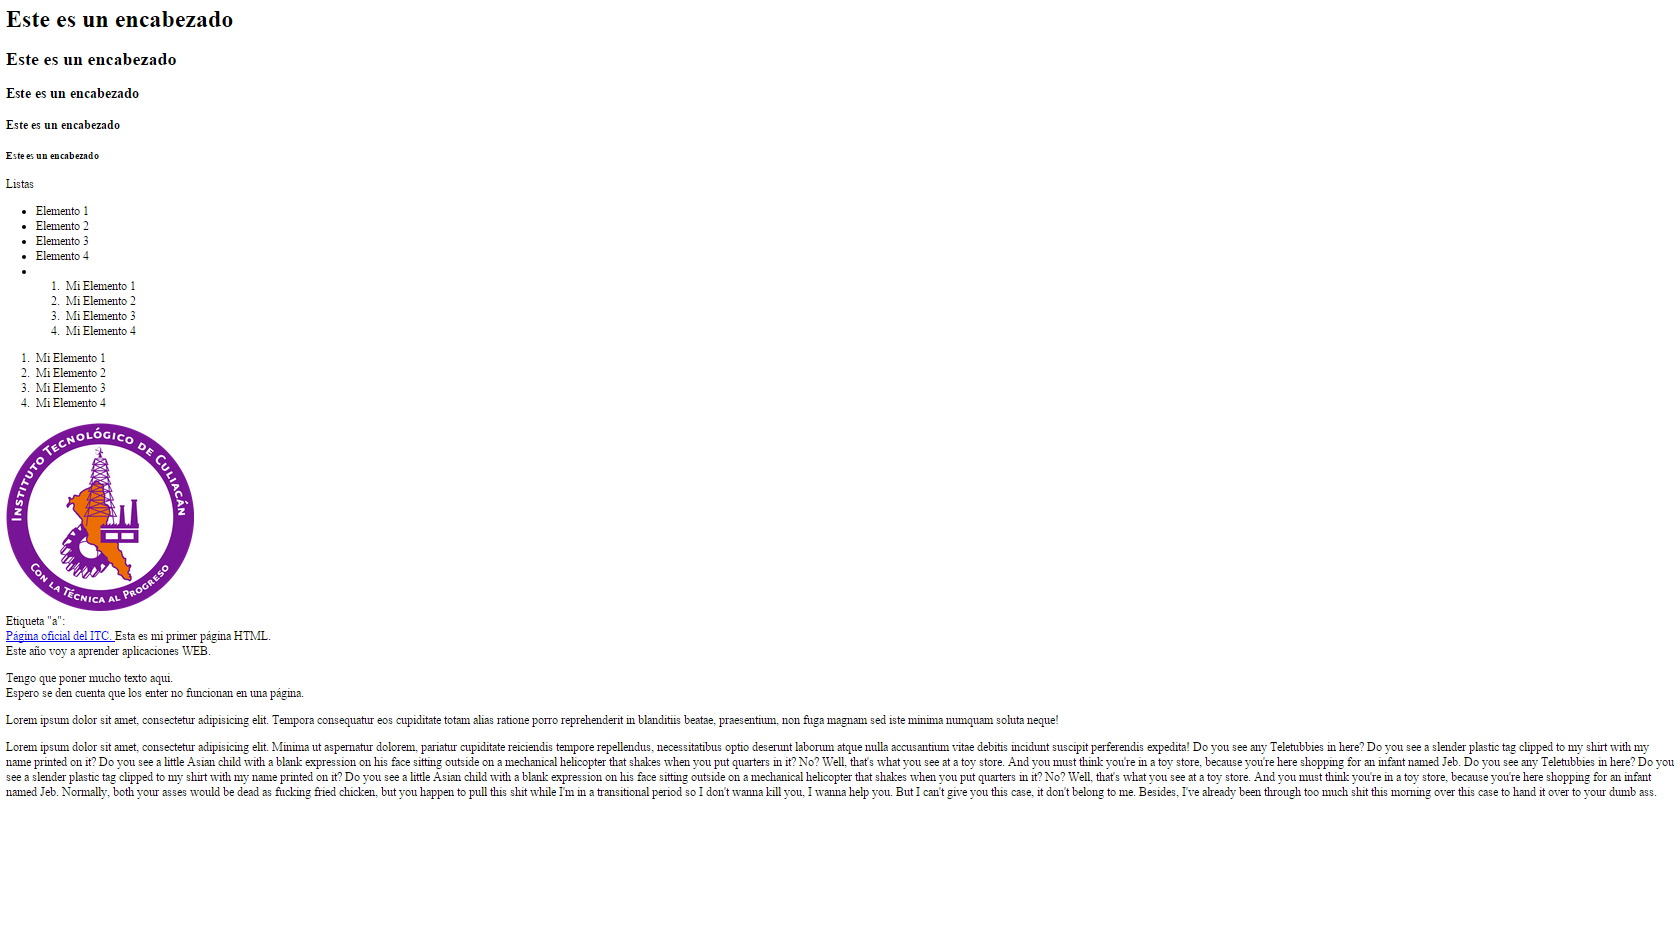 Este es un encabezado
Este es un encabezado
Este es un encabezado
Este es un encabezado
Este es un encabezado
Listas
• Elemento 1
• Elemento 2
• Elemento 3
• Elemento 4
•
1. Mi Elemento 1
2. Mi Elemento 2
3. Mi Elemento 3
4. Mi Elemento 4
1. Mi Elemento 1
2. Mi Elemento 2
3. Mi Elemento 3
4. Mi Elemento 4
INSTITUTO TECNOLÓGICO DE CULIACÁN
CON LA TÉCNICA AL PROGRESO
Etiqueta "a":
Página oficial del ITC. Esta es mi primer página HTML.
Este año voy a aprender aplicaciones WEB.
Tengo que poner mucho texto aqui.
Espero se den cuenta que los enter no funcionan en una página.
Lorem ipsum dolor sit amet, consectetur adipisicing elit. Tempora consequatur eos cupiditate totam alias ratione porro reprehenderit in blanditiis beatae, praesentium, non fuga magnam sed iste minima numquam soluta neque!
Lorem ipsum dolor sit amet, consectetur adipisicing elit. Minima ut aspernatur dolorem, pariatur cupiditate reiciendis tempore repellendus, necessitatibus optio deserunt laborum atque nulla accusantium vitae debitis incidunt suscipit perferendis expedita! Do you see any Teletubbies in here? Do you see a slender plastic tag clipped to my shirt with my
name printed on it? Do you see a little Asian child with a blank expression on his face sitting outside on a mechanical helicopter that shakes when you put quarters in it? No? Well, that's what you see at a toy store. And you must think you're in a toy store, because you're here shopping for an infant named Jeb. Do you see any Teletubbies in here? Do you
see a slender plastic tag clipped to my shirt with my name printed on it? Do you see a little Asian child with a blank expression on his face sitting outside on a mechanical helicopter that shakes when you put quarters in it? No? Well, that's what you see at a toy store. And you must think you're in a toy store, because you're here shopping for an infant
named Jeb. Normally, both your asses would be dead as fucking fried chicken, but you happen to pull this shit while I'm in a transitional period so I don't wanna kill you, I wanna help you. But I can't give you this case, it don't belong to me. Besides, I've already been through too much shit this morning over this case to hand it over to your dumb ass.